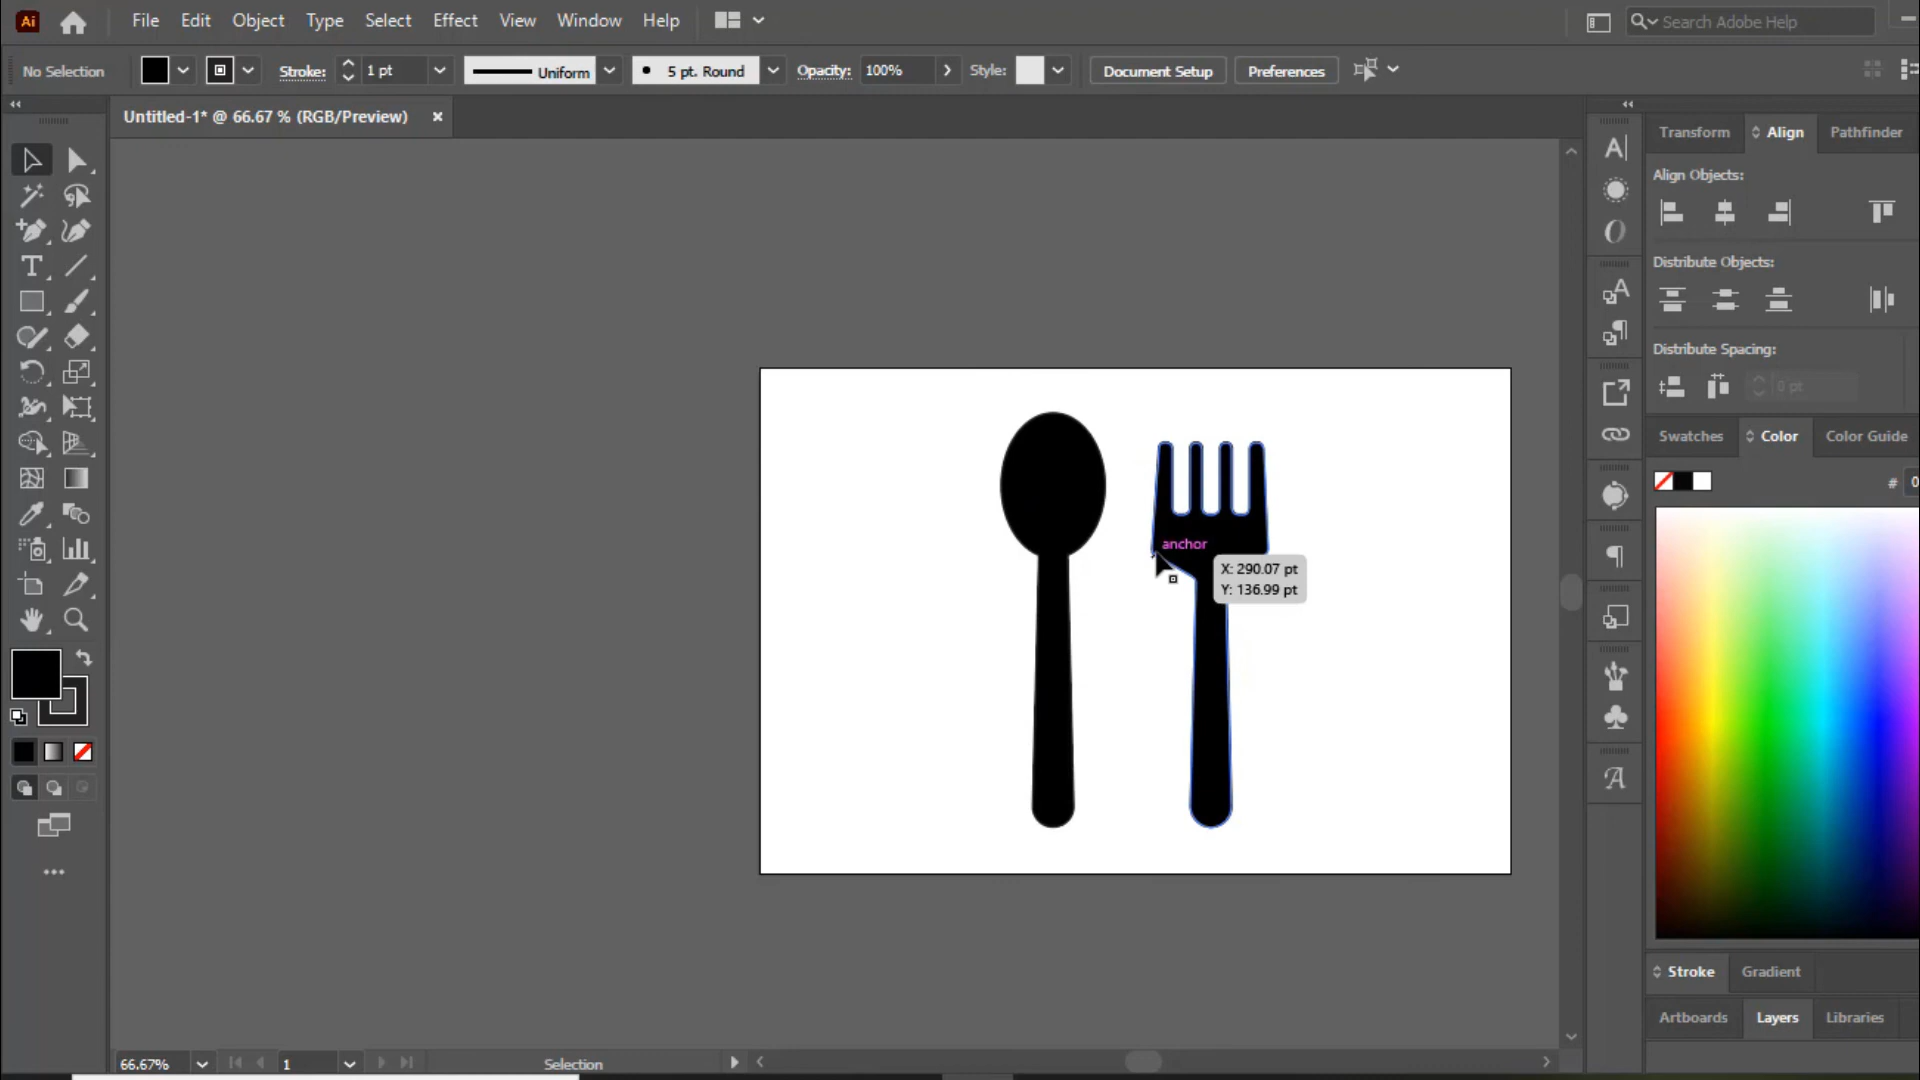 Ai File Edit Object Type Select Effect View Window Help Search Adobe Help
No Selection Stroke: 1 pt Uniform 5 pt. Round Opacity: 100% Style: Document Setup Preferences
Untitled-1* @ 66.67 % (RGB/Preview) ×
Transform Align Pathfinder
Align Objects:
Distribute Objects:
Distribute Spacing:
0 pt
Swatches Color Color Guide
# 0
anchor
X: 290.07 pt
Y: 136.99 pt
Stroke Gradient
Artboards Layers Libraries
66.67% 1 Selection